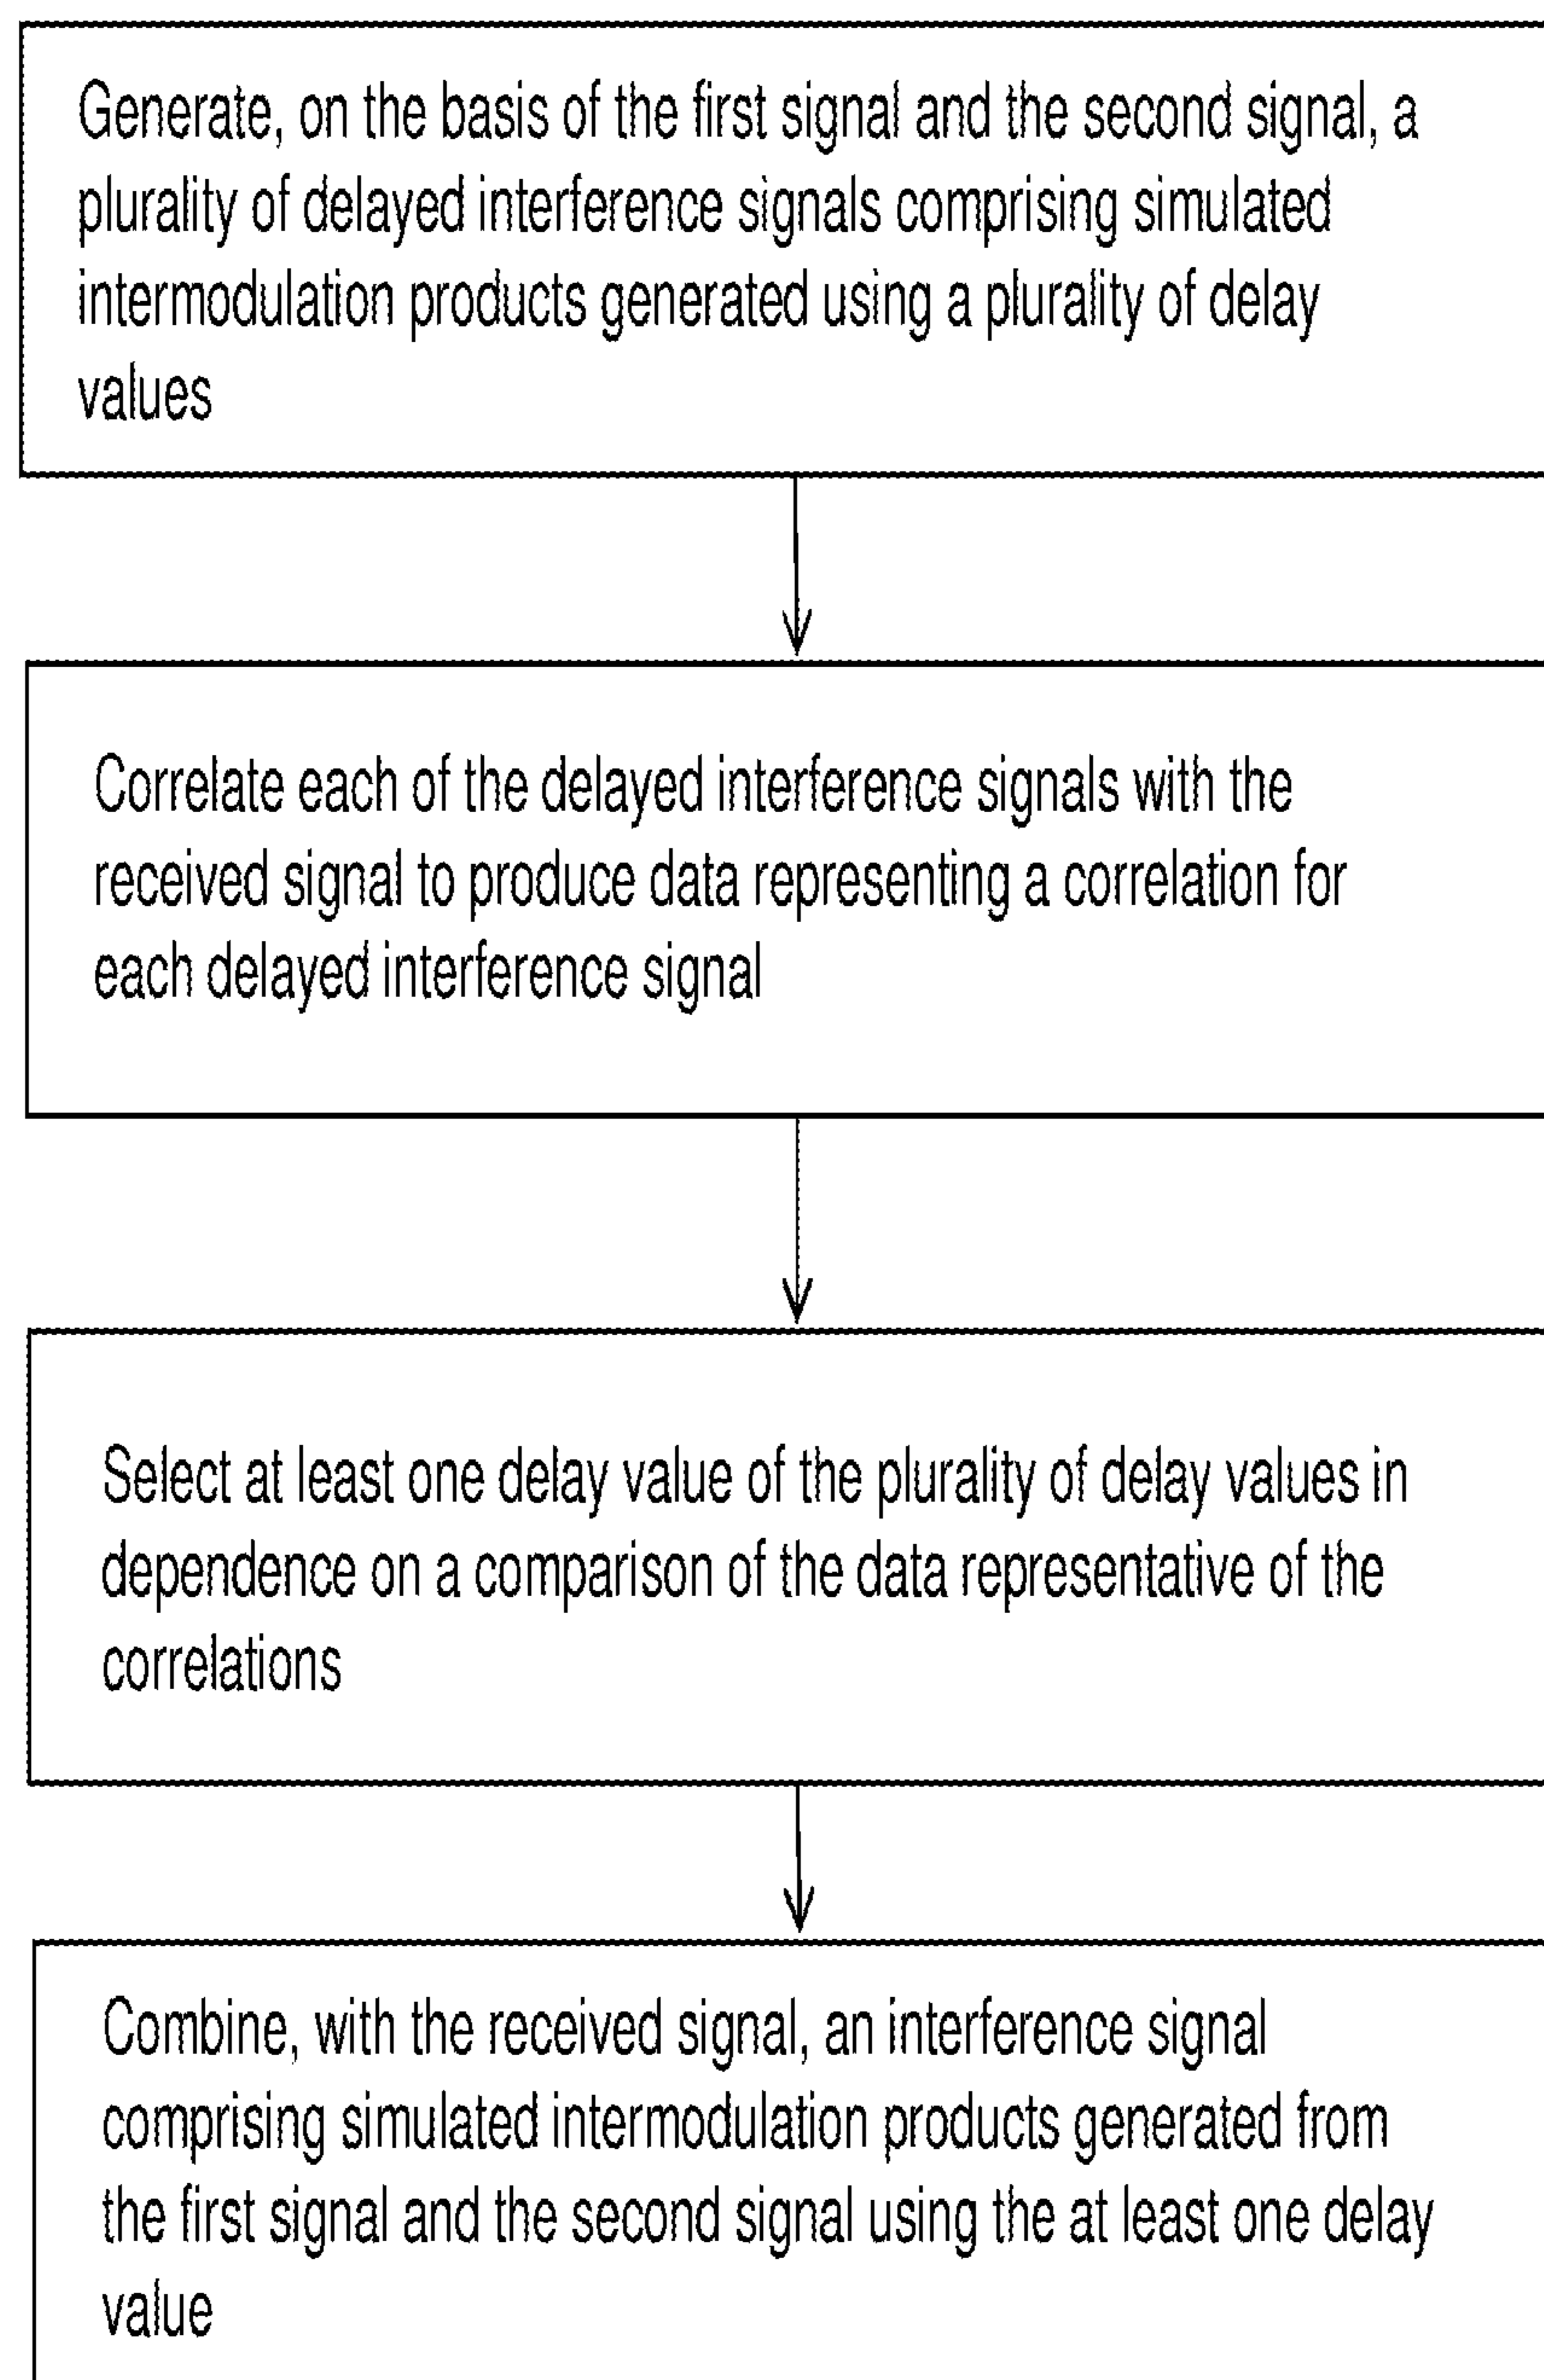 Generate, on the basis of the first signal and the second signal, a
plurality of delayed interference signals comprising simulated
intermodulation products generated using a plurality of delay
values
Correlate each of the delayed interference signals with the
received signal to produce data representing a correlation for
each delayed interference signal
Select at least one delay value of the plurality of delay values in
dependence on a comparison of the data representative of the
correlations
Combine, with the received signal, an interference signal
comprising simulated intermodulation products generated from
the first signal and the second signal using the at least one delay
value